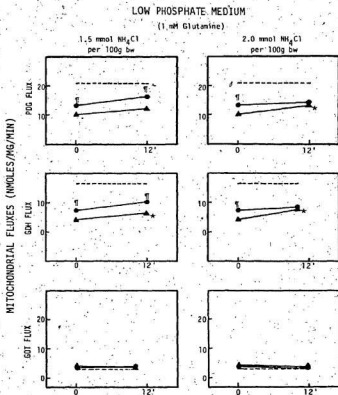 LOW PHOSPHATE MEDIUM
(1 mM Glutamine)
1.5 mmol NH4Cl
per 100g bw
2.0 mmol NH4Cl
per 100g bw
MITOCHONDRIAL FLUXES (NMOLES/MG/MIN)
PDG FLUX
20
10
0
12'
20
10
0
12'
GDH FLUX
10
0
0
12'
10
0
0
12'
GOT FLUX
20
10
0
0
12'
20
10
0
0
12'